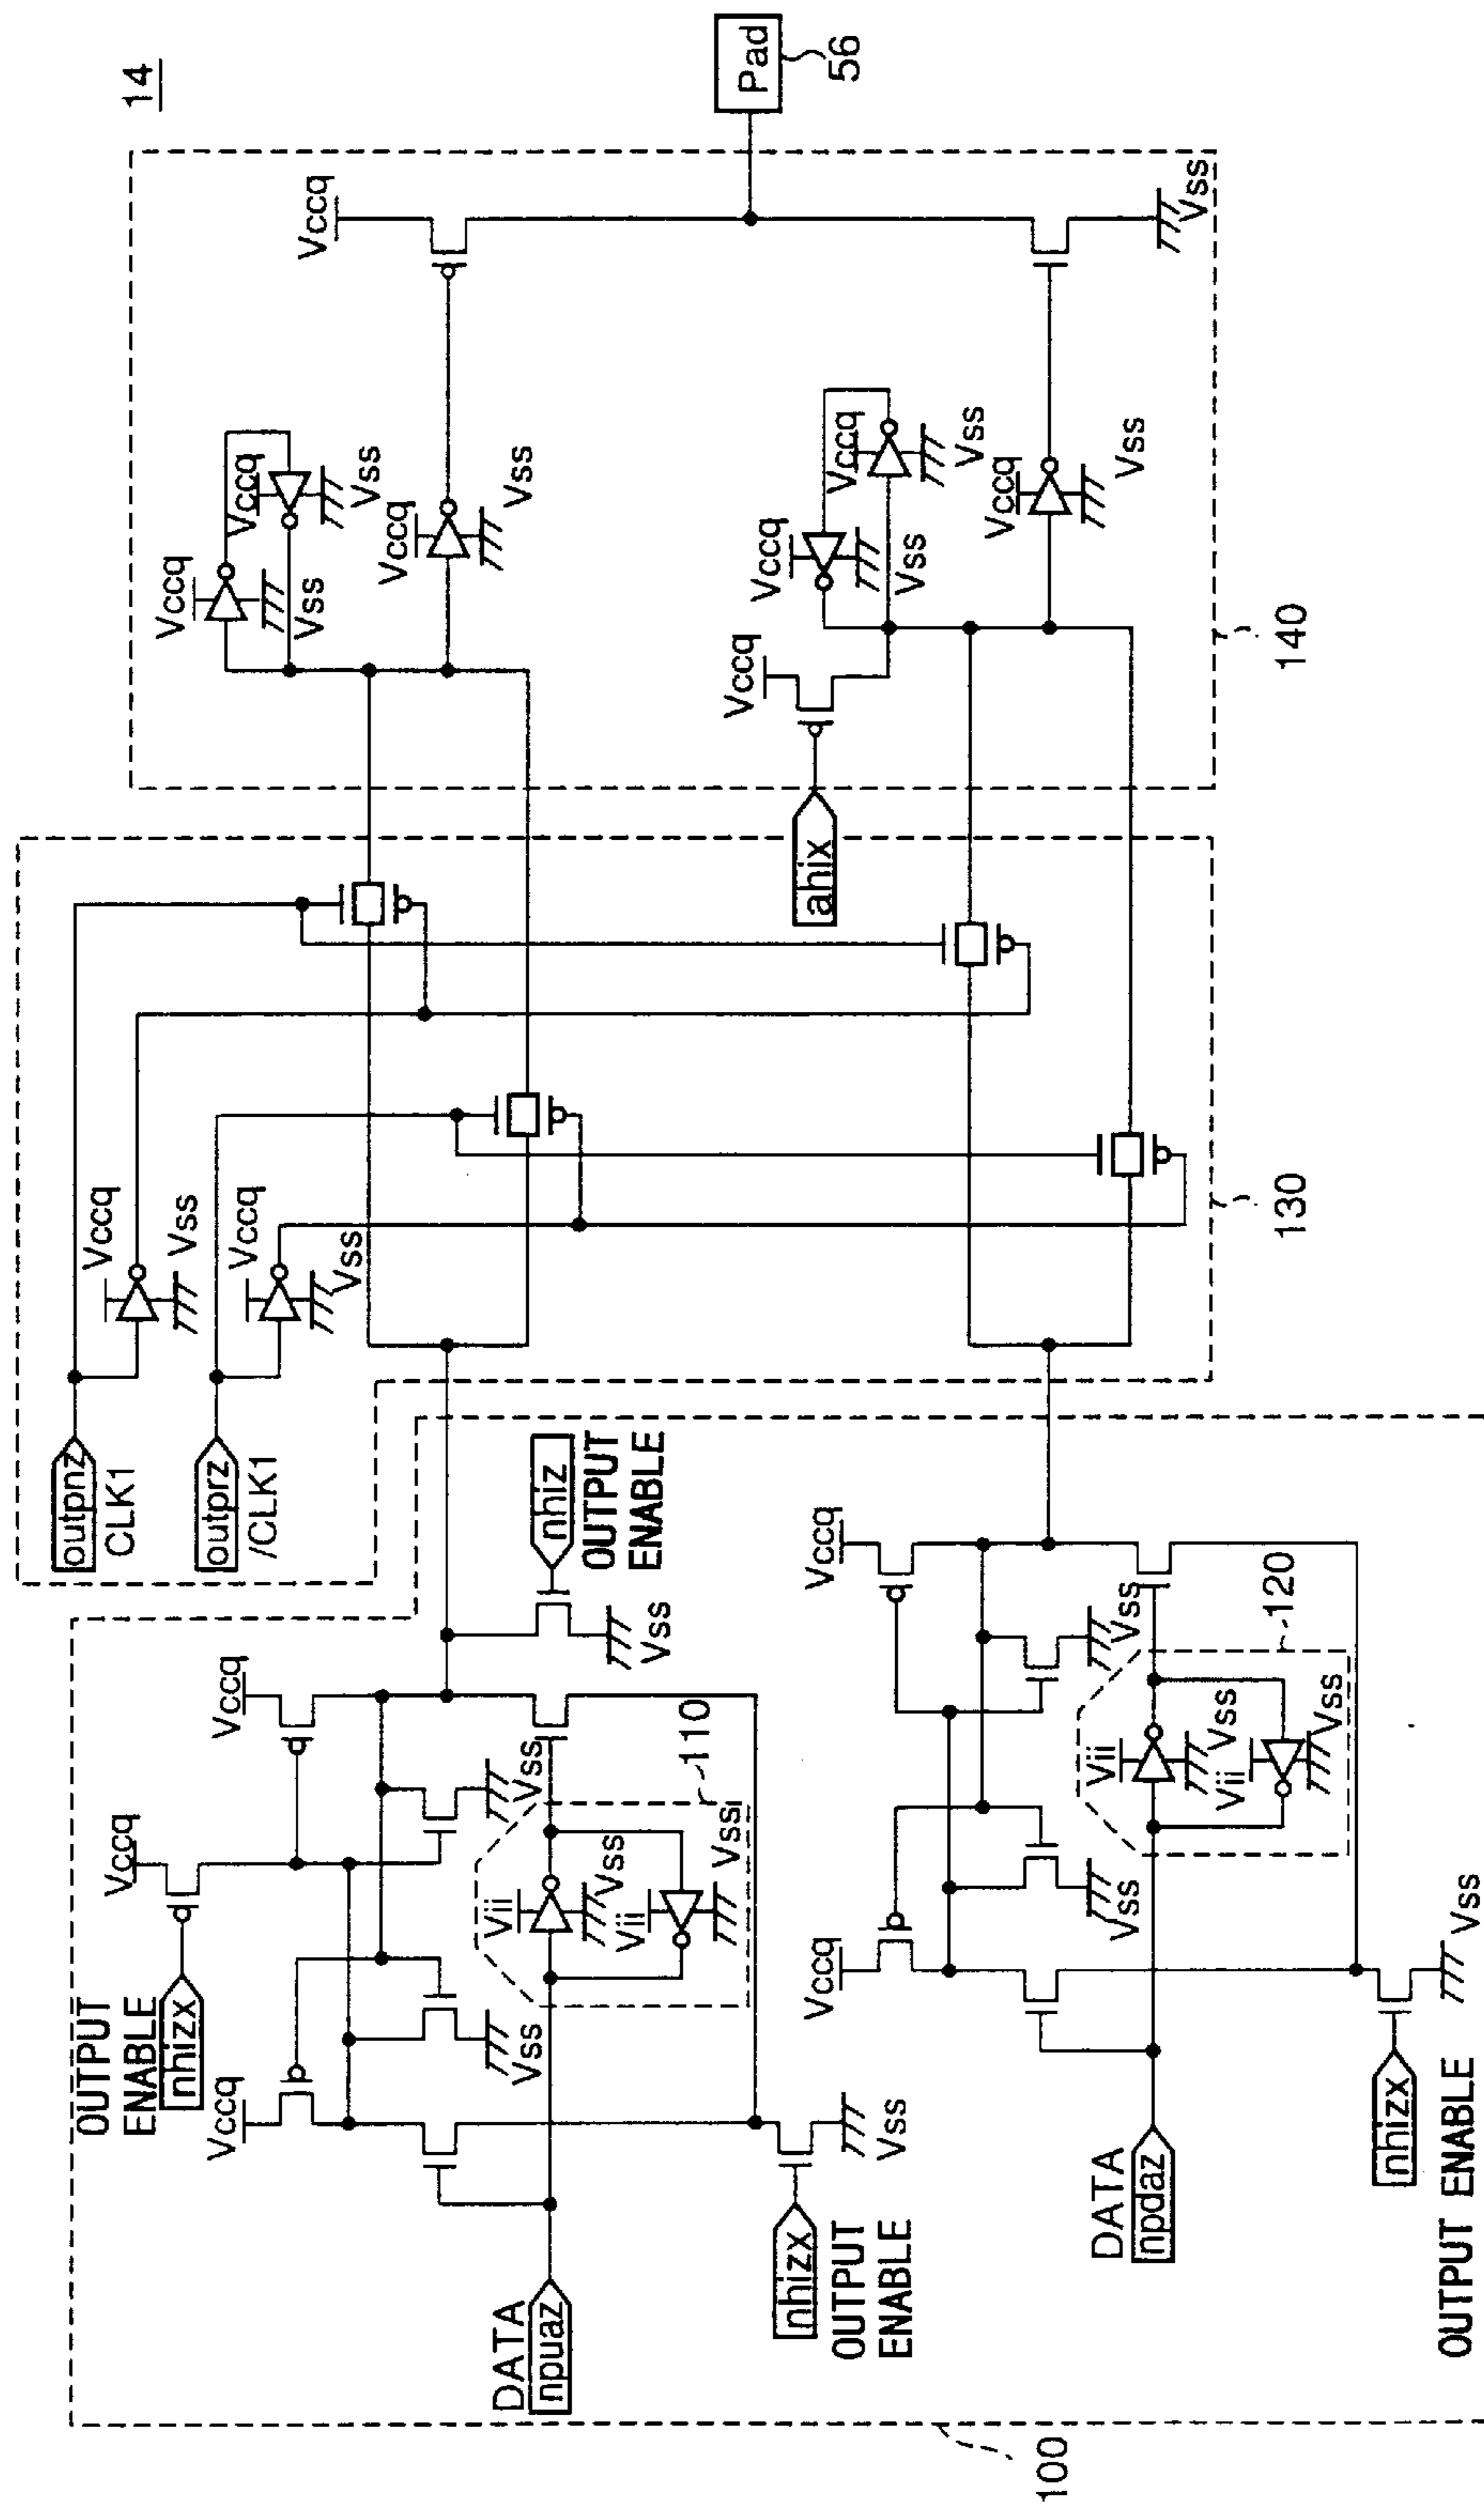 14
Pad
56
Vccq
Vss
Vccq
Vss
Vccq
Vss
Vccq
Vss
Vccq
Vss
Vccq
Vss
Vccq
Vss
Vccq
ahix
140
outpnz
CLK1
Vccq
Vss
outprz
/CLK1
Vccq
Vss
130
OUTPUT
ENABLE
nhizx
Vccq
Vccq
Vccq
nhiz
OUTPUT
ENABLE
Vss
Vss
Vss
Vii
Vss
Vii
Vss
110
DATA
npuaz
nhizx
OUTPUT
ENABLE
Vss
Vccq
Vccq
Vss
Vss
Vii
Vss
Vii
Vss
120
DATA
npdaz
nhizx
OUTPUT ENABLE
Vss
100